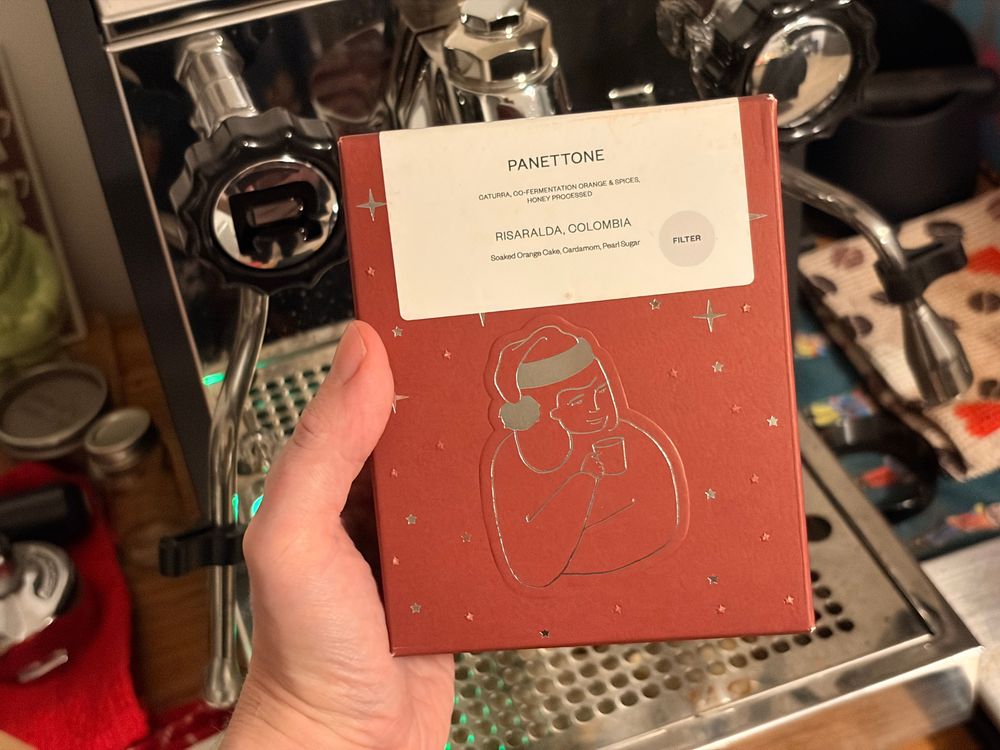 PANETTONE
CATURRA, CO-FERMENTATION ORANGE & SPICES,
HONEY PROCESSED
RISARALDA, COLOMBIA
Soaked Orange Cake, Cardamom, Pearl Sugar
FILTER